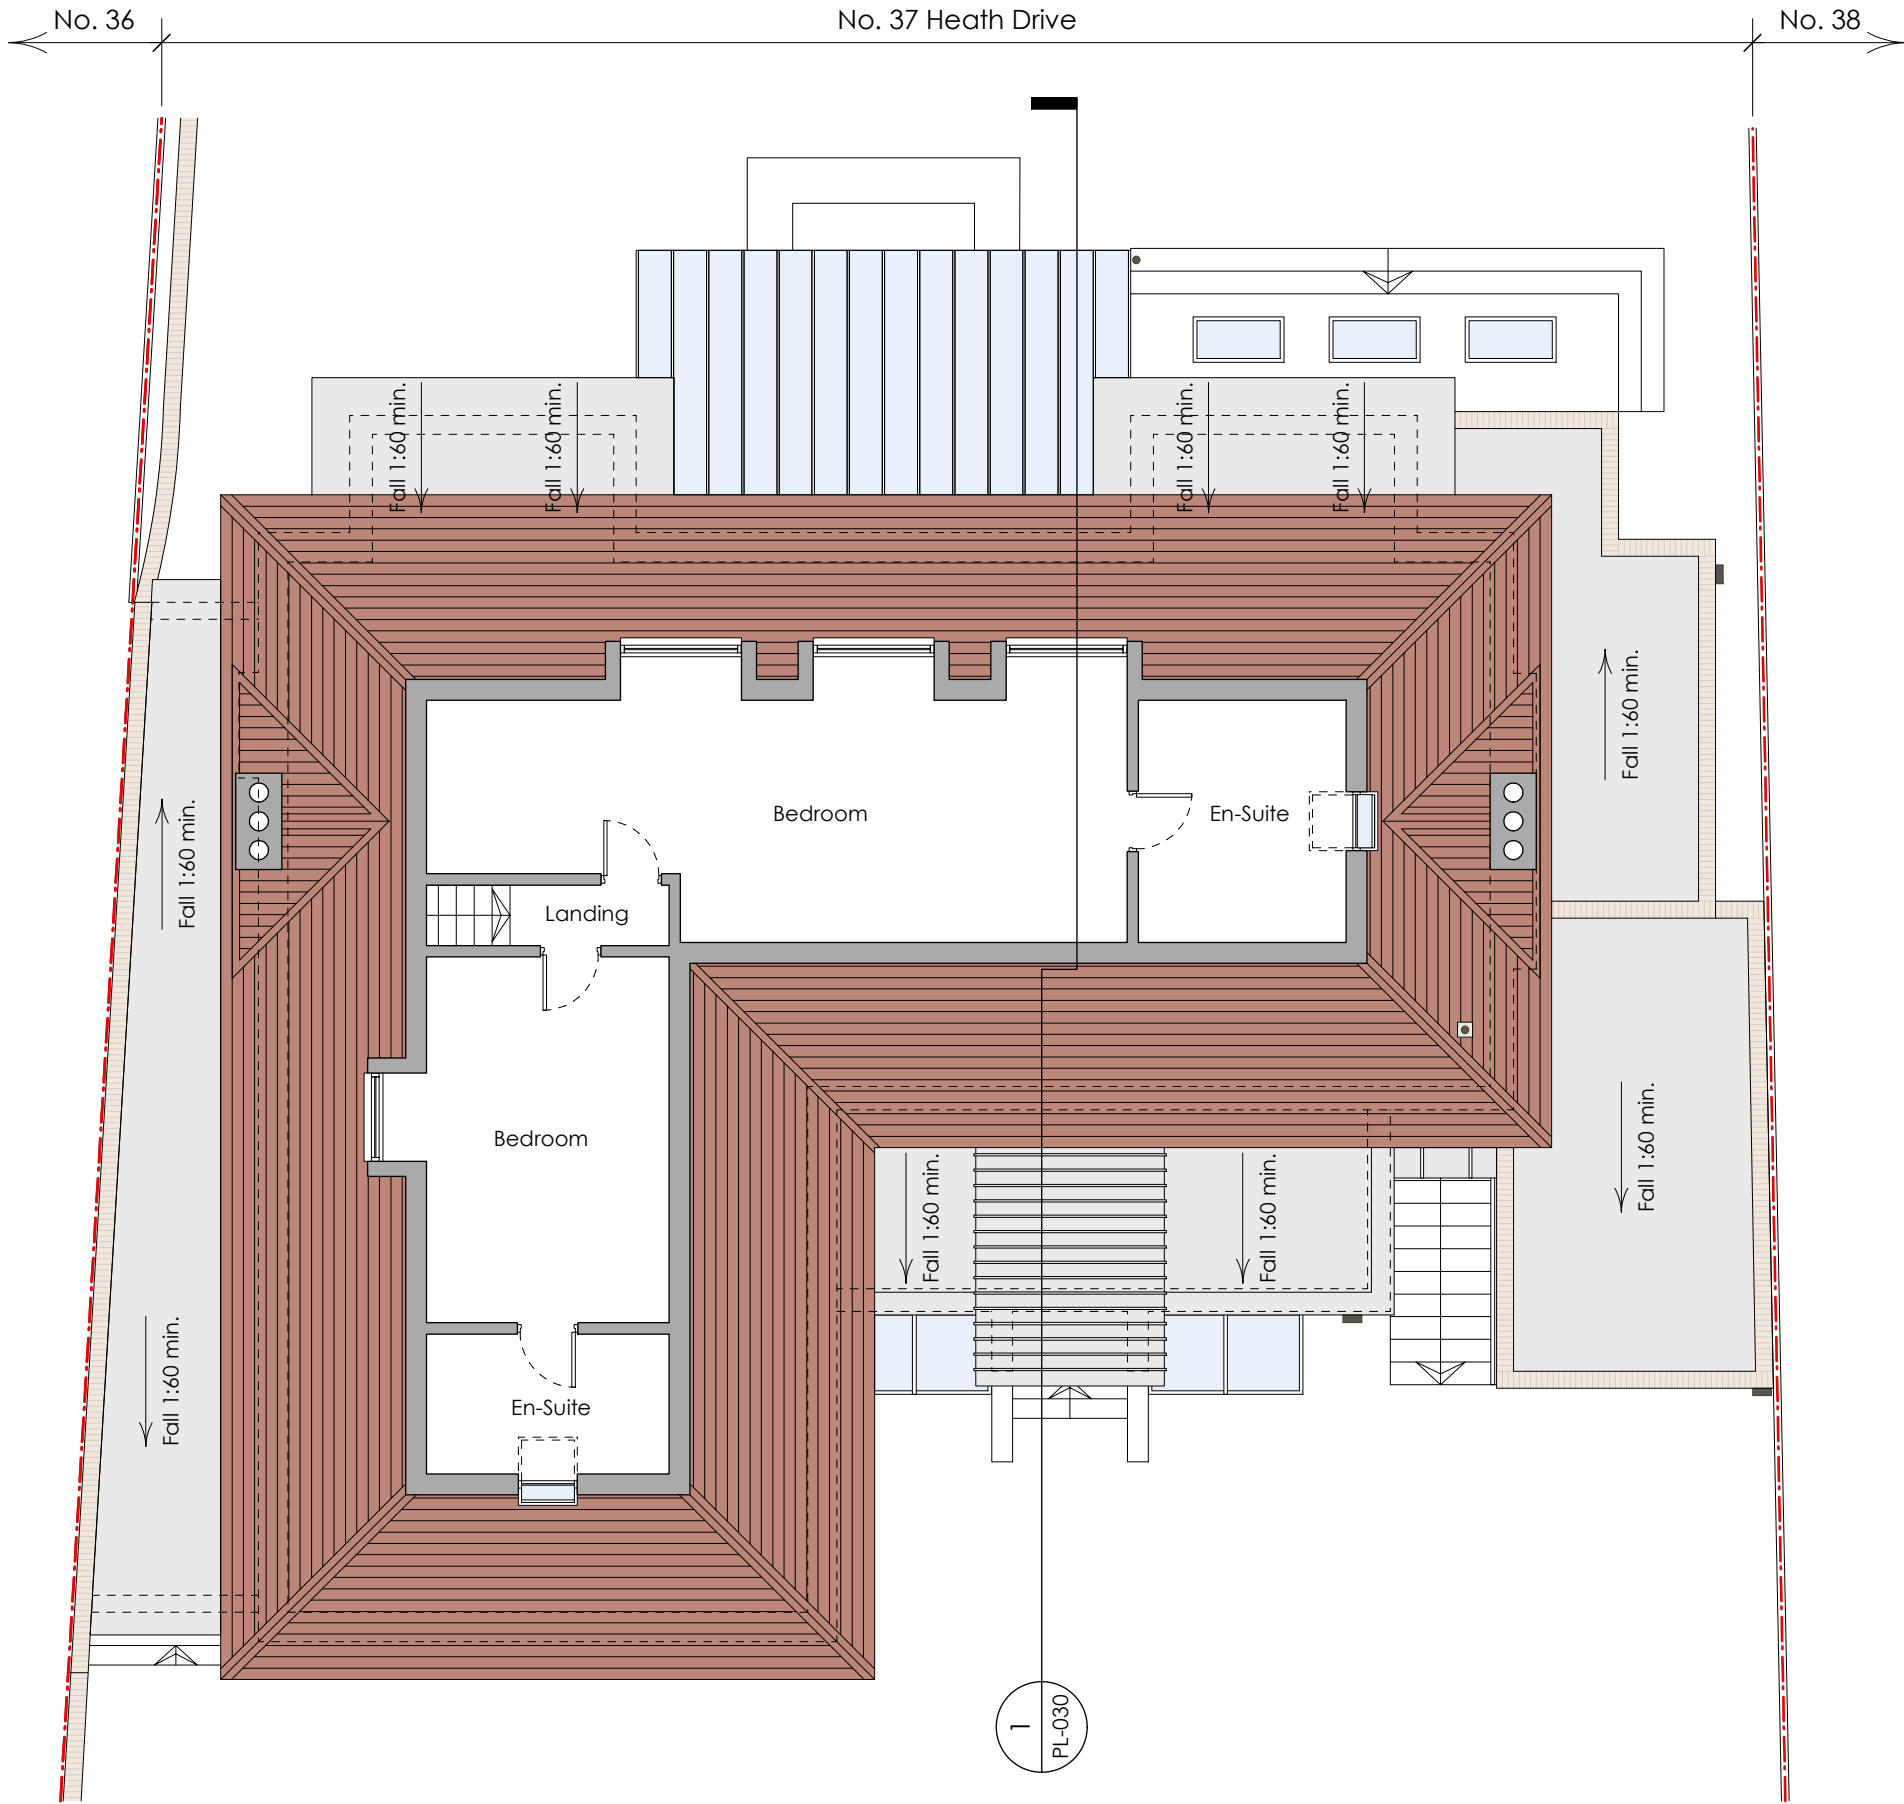 No. 36
No. 37 Heath Drive
No. 38
Fall 1:60 min.
Fall 1:60 min.
Fall 1:60 min.
Fall 1:60 min.
Fall 1:60 min.
Bedroom
En-Suite
Fall 1:60 min.
Landing
Bedroom
Fall 1:60 min.
Fall 1:60 min.
Fall 1:60 min.
Fall 1:60 min.
En-Suite
1
PL-030